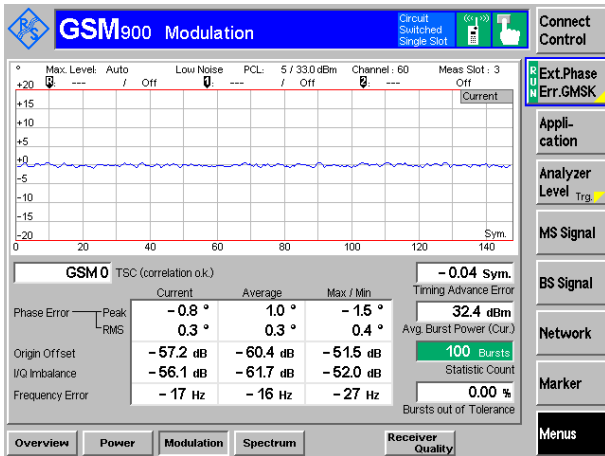 R&S GSM900 Modulation Circuit Switched Single Slot
Connect Control
° Max. Level: Auto Low Noise PCL: 5 / 33.0 dBm Channel : 60 Meas Slot : 3
+20 R: --- / Off 1: --- / Off 2: --- Off
Current
+15
+10
+5
+0
-5
-10
-15
-20 Sym.
0 20 40 60 80 100 120 140
RUN Ext.Phase Err.GMSK
Appli-
cation
Analyzer
Level Trg.
MS Signal
BS Signal
Network
Marker
Menus
GSM 0 TSC (correlation o.k.)
- 0.04 Sym.
Timing Advance Error
Current Average Max / Min
Phase Error Peak - 0.8 ° 1.0 ° - 1.5 °
RMS 0.3 ° 0.3 ° 0.4 °
32.4 dBm
Avg. Burst Power (Cur.)
Origin Offset - 57.2 dB - 60.4 dB - 51.5 dB
100 Bursts
Statistic Count
I/Q Imbalance - 56.1 dB - 61.7 dB - 52.0 dB
Frequency Error - 17 Hz - 16 Hz - 27 Hz
0.00 %
Bursts out of Tolerance
Overview Power Modulation Spectrum Receiver Quality